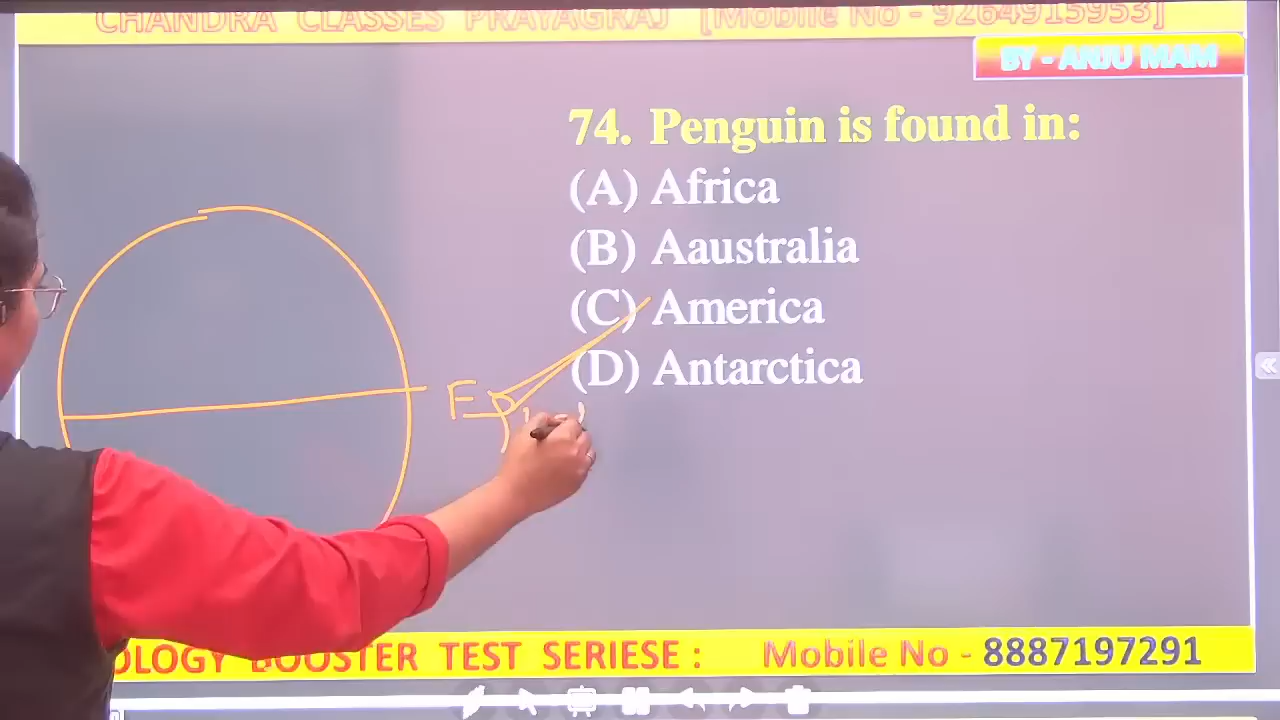 CHANDRA CLASSES PRAYAGRAJ [Mobile No - 9264915953]
BY - ANJU MAM
74. Penguin is found in:
(A) Africa
(B) Aaustralia
(C) America
(D) Antarctica
OLOGY BOOSTER TEST SERIESE : Mobile No - 8887197291